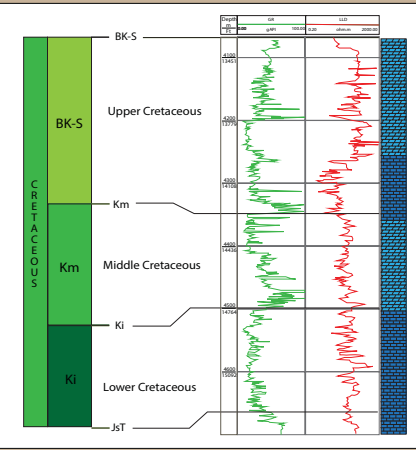 Depth
m
Ft
GR
0.00 gAPI 150.00
LLD
0.20 ohm.m 2000.00
BK-S
4100
13451
BK-S
Upper Cretaceous
4200
13779
4300
14108
Km
CRETACEOUS
Km
Middle Cretaceous
4400
14436
4500
14764
Ki
Ki
Lower Cretaceous
4600
15092
JsT